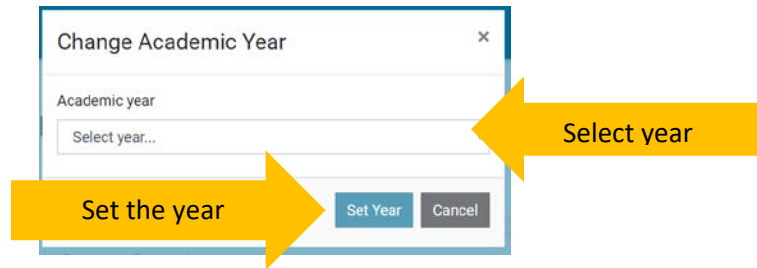 Change Academic Year ×
Academic year
Select year...
Select year
Set the year
Set Year Cancel